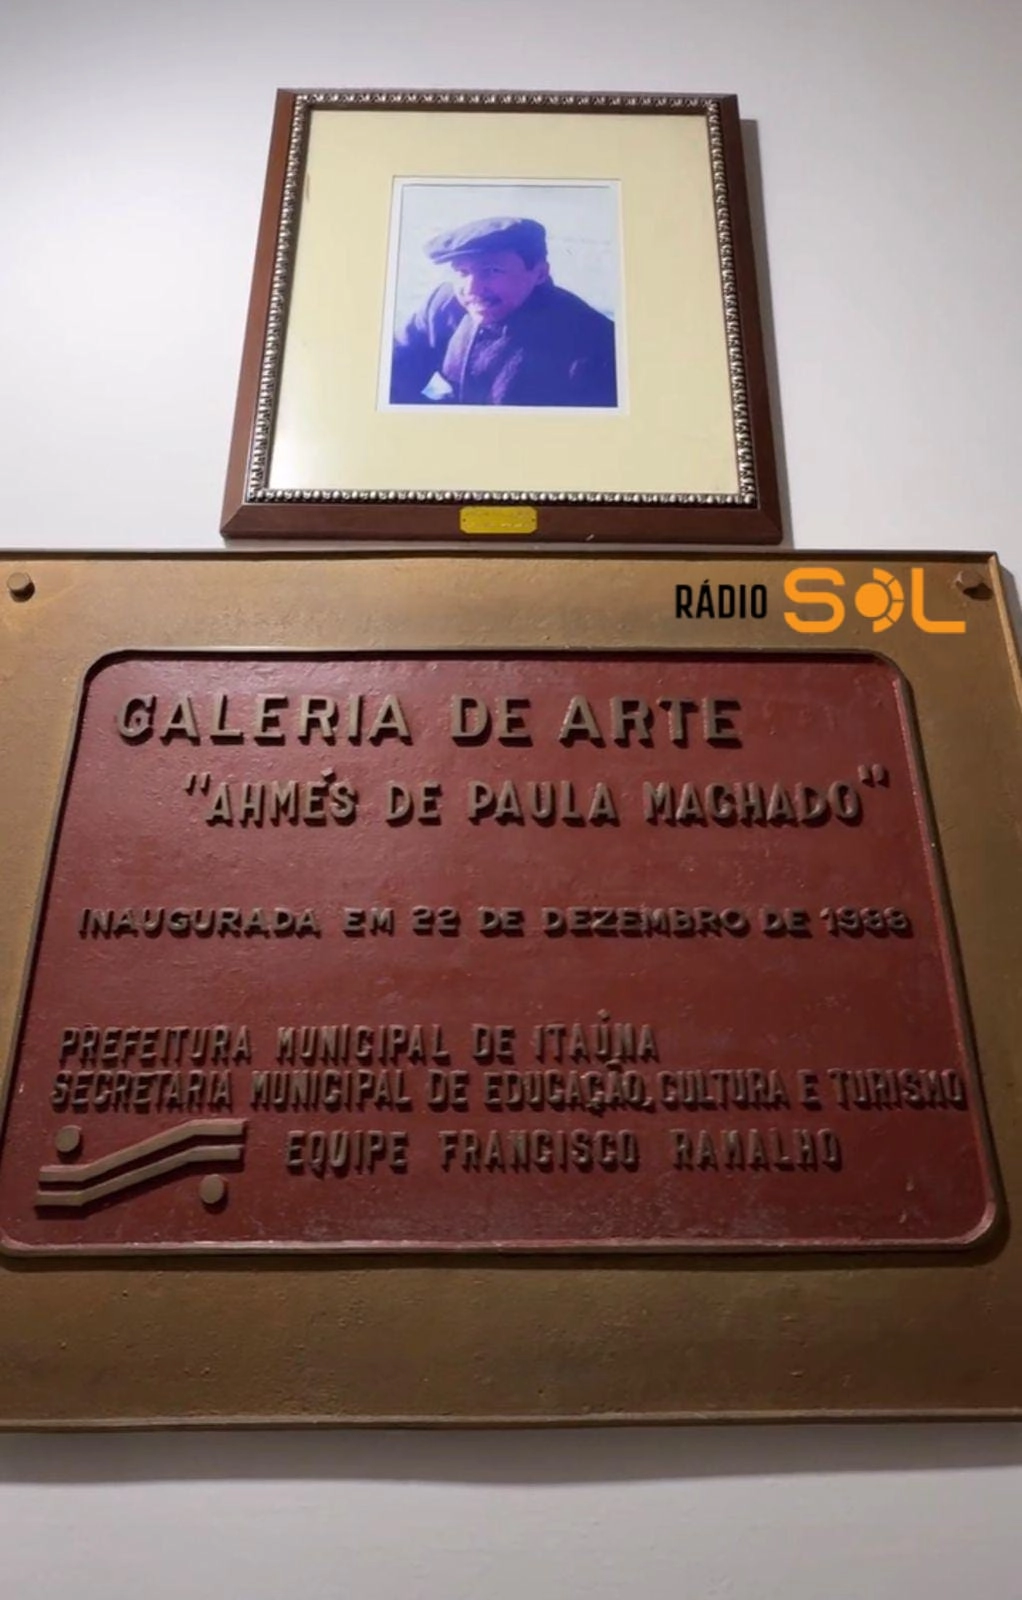 RÁDIO SOL
GALERIA DE ARTE
"AHMÉS DE PAULA MACHADO"
INAUGURADA EM 22 DE DEZEMBRO DE
PREFEITURA MUNICIPAL DE ITAÚNA
SECRETARIA MUNICIPAL DE EDUCAÇÃO, CULTURA E TURISMO
EQUIPE FRANCISCO RAMALHO